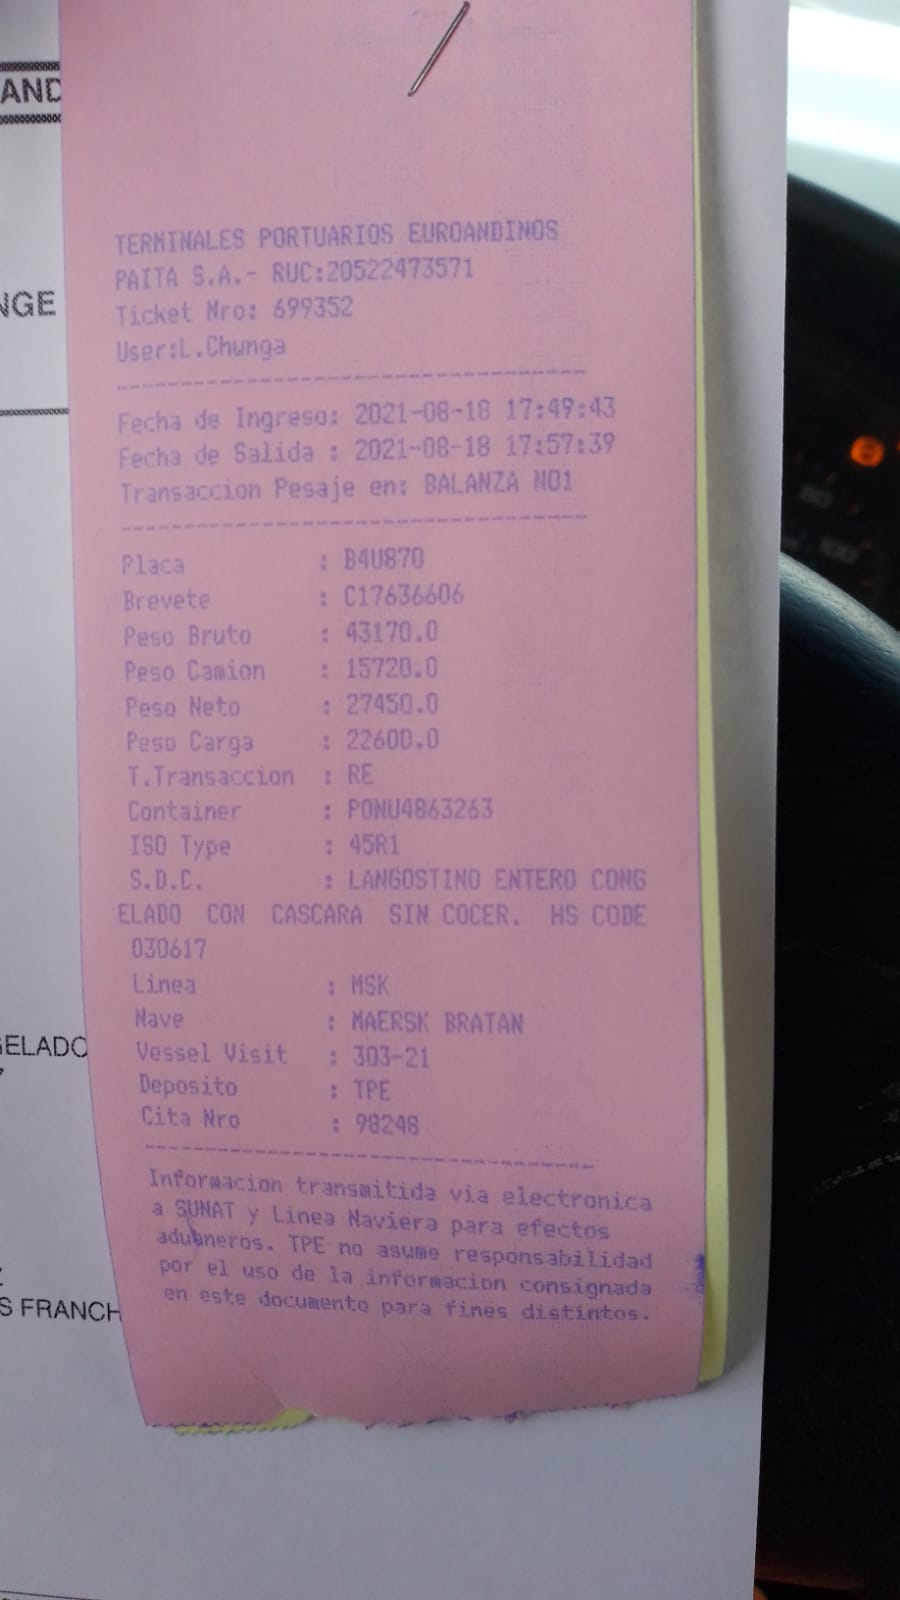 AND
NGE
TERMINALES PORTUARIOS EUROANDINOS
PAITA S.A.- RUC:20522473571
Ticket Nro: 699352
User:L.Chunga
Fecha de Ingreso: 2021-08-18 17:49:43
Fecha de Salida : 2021-08-18 17:57:39
Transaccion Pesaje en: BALANZA NO1
Placa : B4U870
Brevete : C17636606
Peso Bruto : 43170.0
Peso Camion : 15720.0
Peso Neto : 27450.0
Peso Carga : 22600.0
T.Transaccion : RE
Container : PONU4863263
ISO Type : 45R1
S.D.C. : LANGOSTINO ENTERO CONG
ELADO CON CASCARA SIN COCER. HS CODE
030617
Linea : MSK
Nave : MAERSK BRATAN
Vessel Visit : 303-21
Deposito : TPE
Cita Nro : 98248
Informacion transmitida via electronica
a SUNAT y Linea Naviera para efectos
aduaneros. TPE no asume responsabilidad
por el uso de la informacion consignada
en este documento para fines distintos.
GELADO
S FRANCH